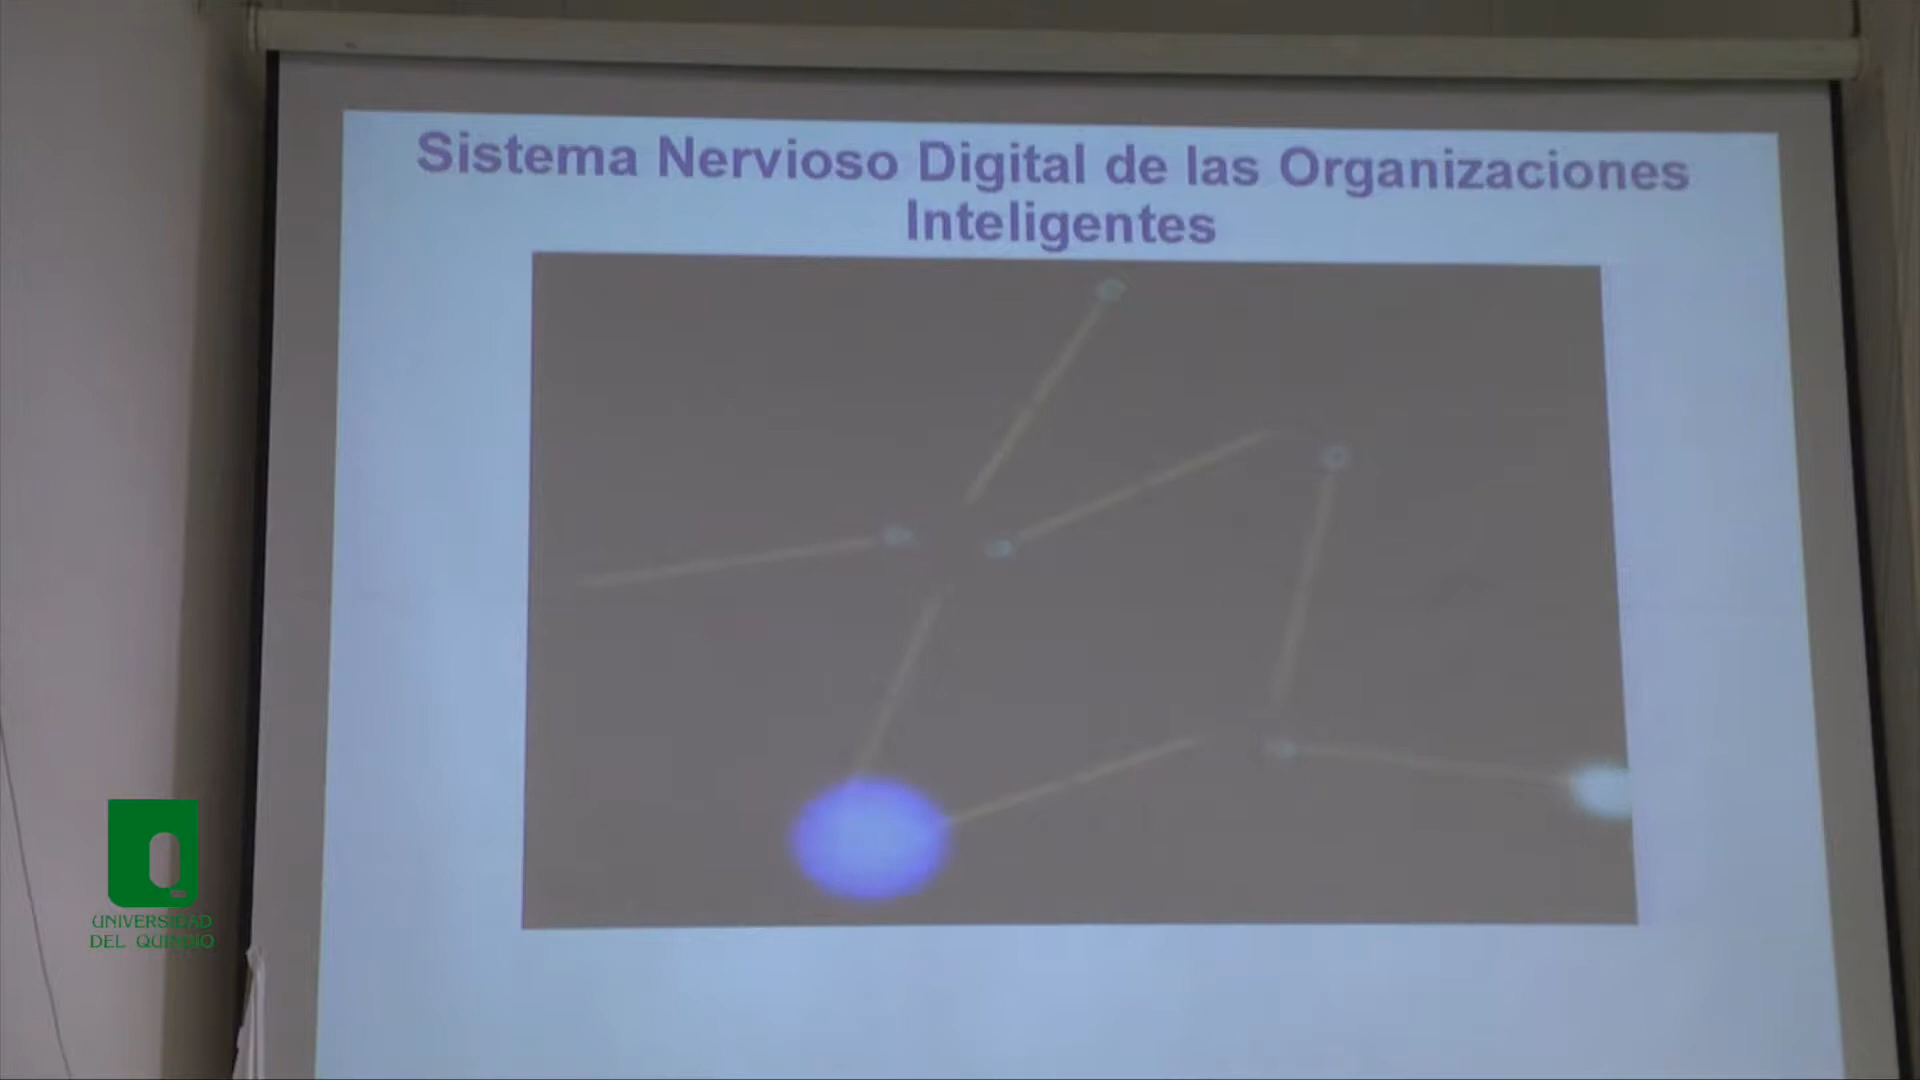 Sistema Nervioso Digital de las Organizaciones
Inteligentes
UNIVERSIDAD
DEL QUINDIO